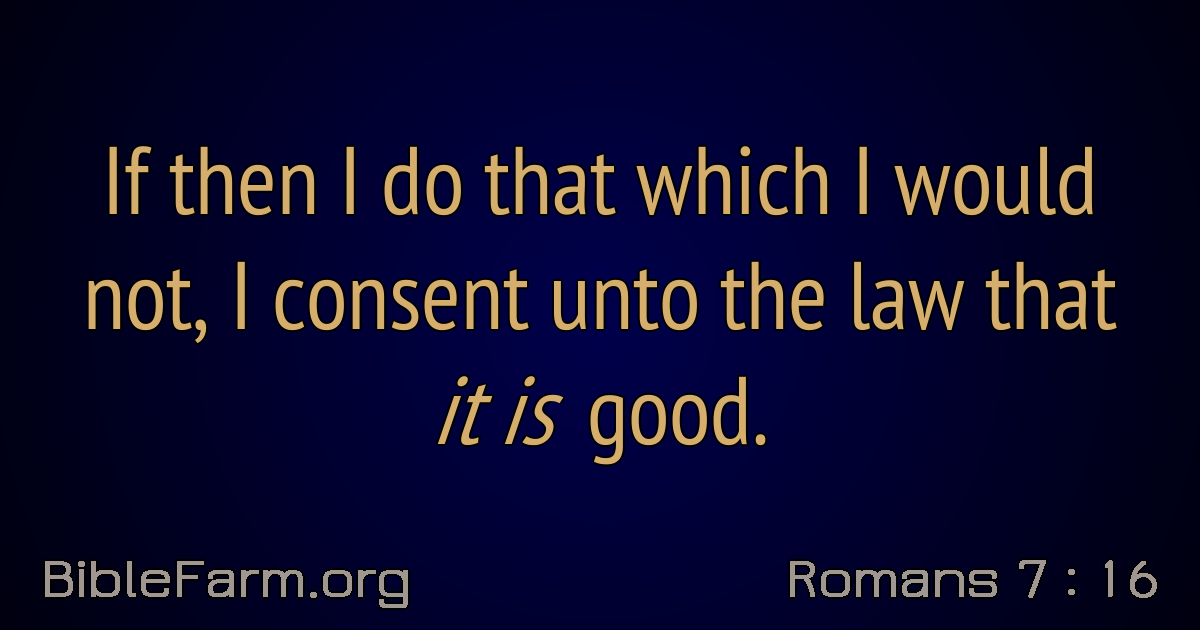 If then I do that which I would
not, I consent unto the law that
it is good.
BibleFarm.org
Romans 7 : 16